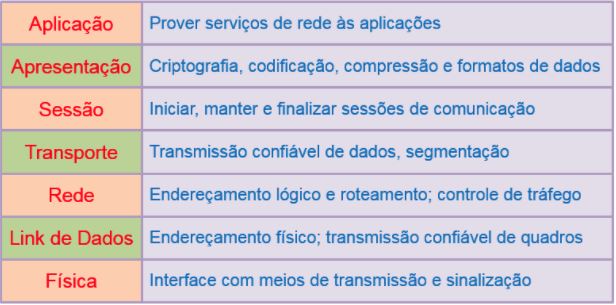 Aplicação Prover serviços de rede às aplicações
Apresentação Criptografia, codificação, compressão e formatos de dados
Sessão Iniciar, manter e finalizar sessões de comunicação
Transporte Transmissão confiável de dados, segmentação
Rede Endereçamento lógico e roteamento; controle de tráfego
Link de Dados Endereçamento físico; transmissão confiável de quadros
Física Interface com meios de transmissão e sinalização